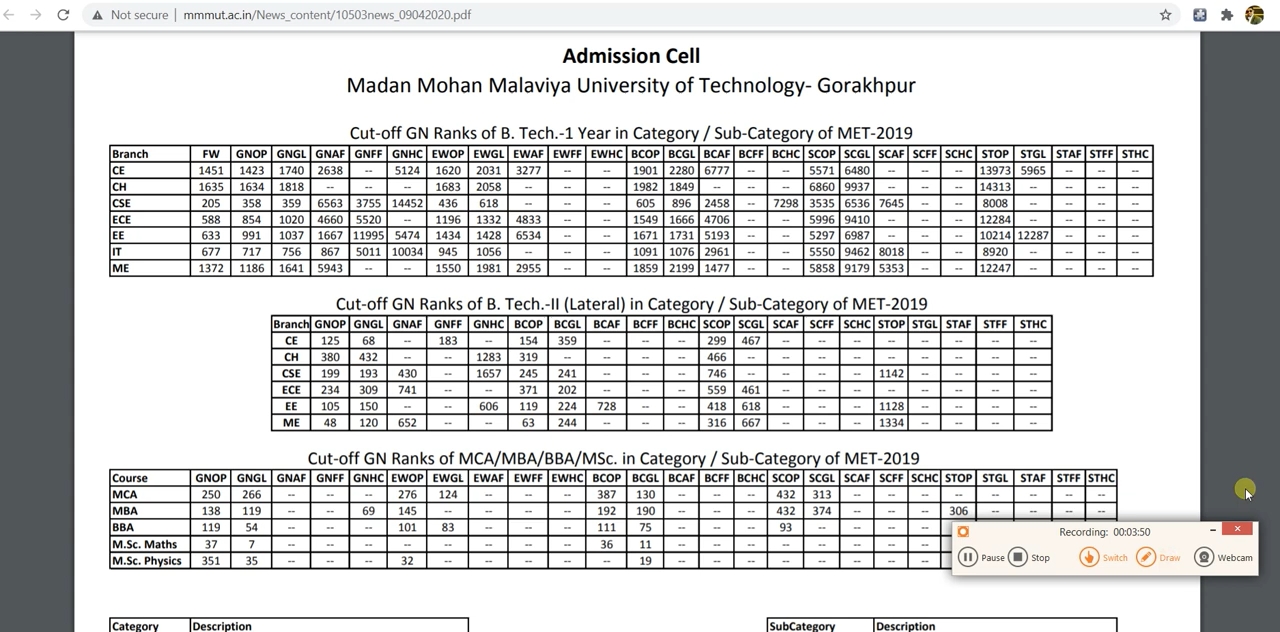 Not secure | mmmut.ac.in/News_content/10503news_09042020.pdf
Admission Cell
Madan Mohan Malaviya University of Technology- Gorakhpur
Cut-off GN Ranks of B. Tech.-1 Year in Category / Sub-Category of MET-2019
Branch FW GNOP GNGL GNAF GNFF GNHC EWOP EWGL EWAF EWFF EWHC BCOP BCGL BCAF BCFF BCHC SCOP SCGL SCAF SCFF SCHC STOP STGL STAF STFF STHC
CE 1451 1423 1740 2638 -- 5124 1620 2031 3277 -- -- 1901 2280 6777 -- -- 5571 6480 -- -- -- 13973 5965 -- -- --
CH 1635 1634 1818 -- -- -- 1683 2058 -- -- -- 1982 1849 -- -- -- 6860 9937 -- -- -- 14313 -- -- -- --
CSE 205 358 359 6563 3755 14452 436 618 -- -- -- 605 896 2458 -- 7298 3535 6536 7645 -- -- 8008 -- -- -- --
ECE 588 854 1020 4660 5520 -- 1196 1332 4833 -- -- 1549 1666 4706 -- -- 5996 9410 -- -- -- 12284 -- -- -- --
EE 633 991 1037 1667 11995 5474 1434 1428 6534 -- -- 1671 1731 5193 -- -- 5297 6987 -- -- -- 10214 12287 -- -- --
IT 677 717 756 867 5011 10034 945 1056 -- -- -- 1091 1076 2961 -- -- 5550 9462 8018 -- -- 8920 -- -- -- --
ME 1372 1186 1641 5943 -- -- 1550 1981 2955 -- -- 1859 2199 1477 -- -- 5858 9179 5353 -- -- 12247 -- -- -- --
Cut-off GN Ranks of B. Tech.-II (Lateral) in Category / Sub-Category of MET-2019
Branch GNOP GNGL GNAF GNFF GNHC BCOP BCGL BCAF BCFF BCHC SCOP SCGL SCAF SCFF SCHC STOP STGL STAF STFF STHC
CE 125 68 -- 183 -- 154 359 -- -- -- 299 467 -- -- -- -- -- -- -- --
CH 380 432 -- -- 1283 319 -- -- -- -- 466 -- -- -- -- -- -- -- --
CSE 199 193 430 -- 1657 245 241 -- -- -- 746 -- -- -- 1142 -- -- -- --
ECE 234 309 741 -- -- 371 202 -- -- -- 559 461 -- -- -- -- -- -- -- --
EE 105 150 -- -- 606 119 224 728 -- -- 418 618 -- -- -- 1128 -- -- -- --
ME 48 120 652 -- -- 63 244 -- -- -- 316 667 -- -- -- 1334 -- -- -- --
Cut-off GN Ranks of MCA/MBA/BBA/MSc. in Category / Sub-Category of MET-2019
Course GNOP GNGL GNAF GNFF GNHC EWOP EWGL EWAF EWFF EWHC BCOP BCGL BCAF BCFF BCHC SCOP SCGL SCAF SCFF SCHC STOP STGL STAF STFF STHC
MCA 250 266 -- -- -- 276 124 -- -- -- 387 130 -- -- -- 432 313 -- -- -- -- -- -- -- --
MBA 138 119 -- -- 69 145 -- -- -- -- 192 190 -- -- -- 432 374 -- -- -- 306 -- -- -- --
BBA 119 54 -- -- -- 101 83 -- -- -- 111 75 -- -- -- 93 -- -- -- --
M.Sc. Maths 37 7 -- -- -- -- -- -- -- -- 36 11 -- -- -- -- -- -- -- --
M.Sc. Physics 351 35 -- -- -- 32 -- -- -- -- -- 19 -- -- -- -- -- -- -- --
Recording: 00:03:50
Pause Stop Switch Draw Webcam
Category Description SubCategory Description